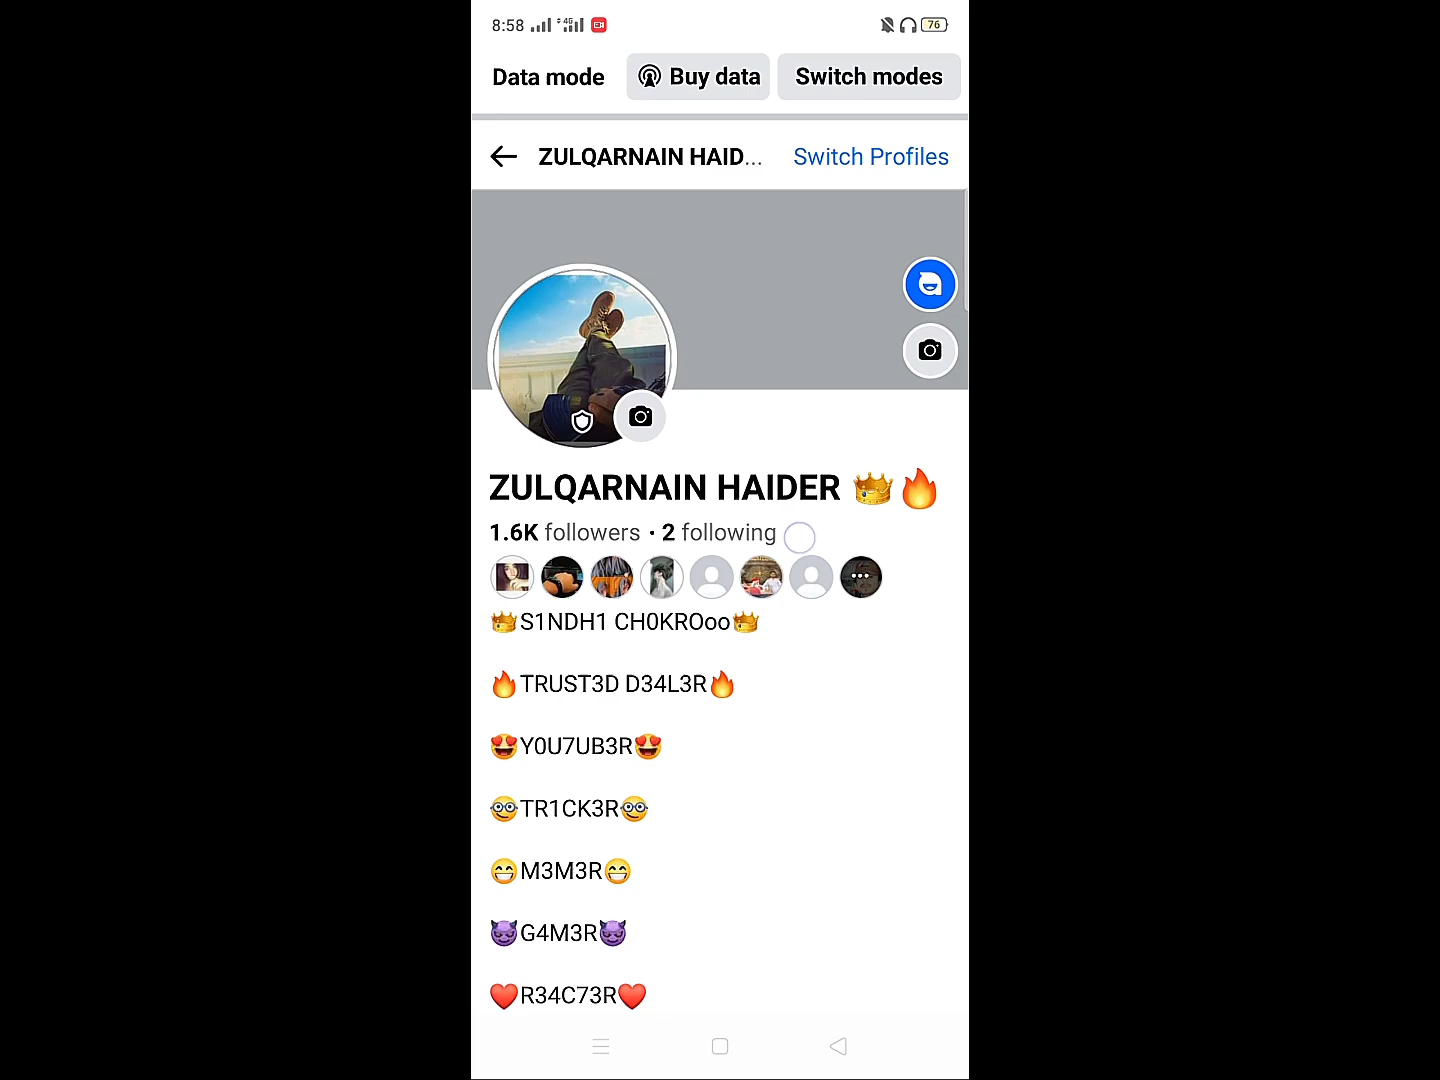 8:58 4G 76
Data mode Buy data Switch modes
ZULQARNAIN HAID... Switch Profiles
ZULQARNAIN HAIDER 👑🔥
1.6K followers • 2 following
👑S1NDH1 CH0KROoo👑
🔥TRUST3D D34L3R🔥
😍Y0U7UB3R😍
🤓TR1CK3R🤓
😁M3M3R😁
😈G4M3R😈
❤️R34C73R❤️